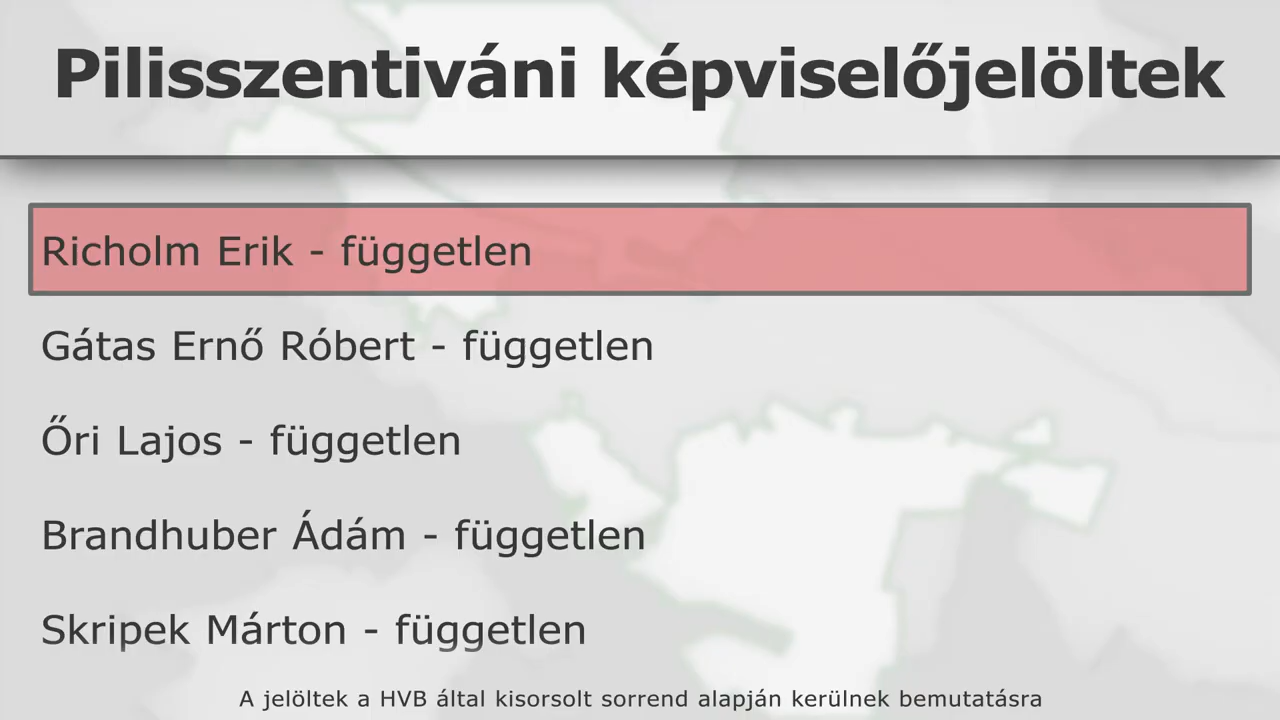 Pilisszentiváni képviselőjelöltek
Richolm Erik - független
Gátas Ernő Róbert - független
Őri Lajos - független
Brandhuber Ádám - független
Skripek Márton - független
A jelöltek a HVB által kisorsolt sorrend alapján kerülnek bemutatásra